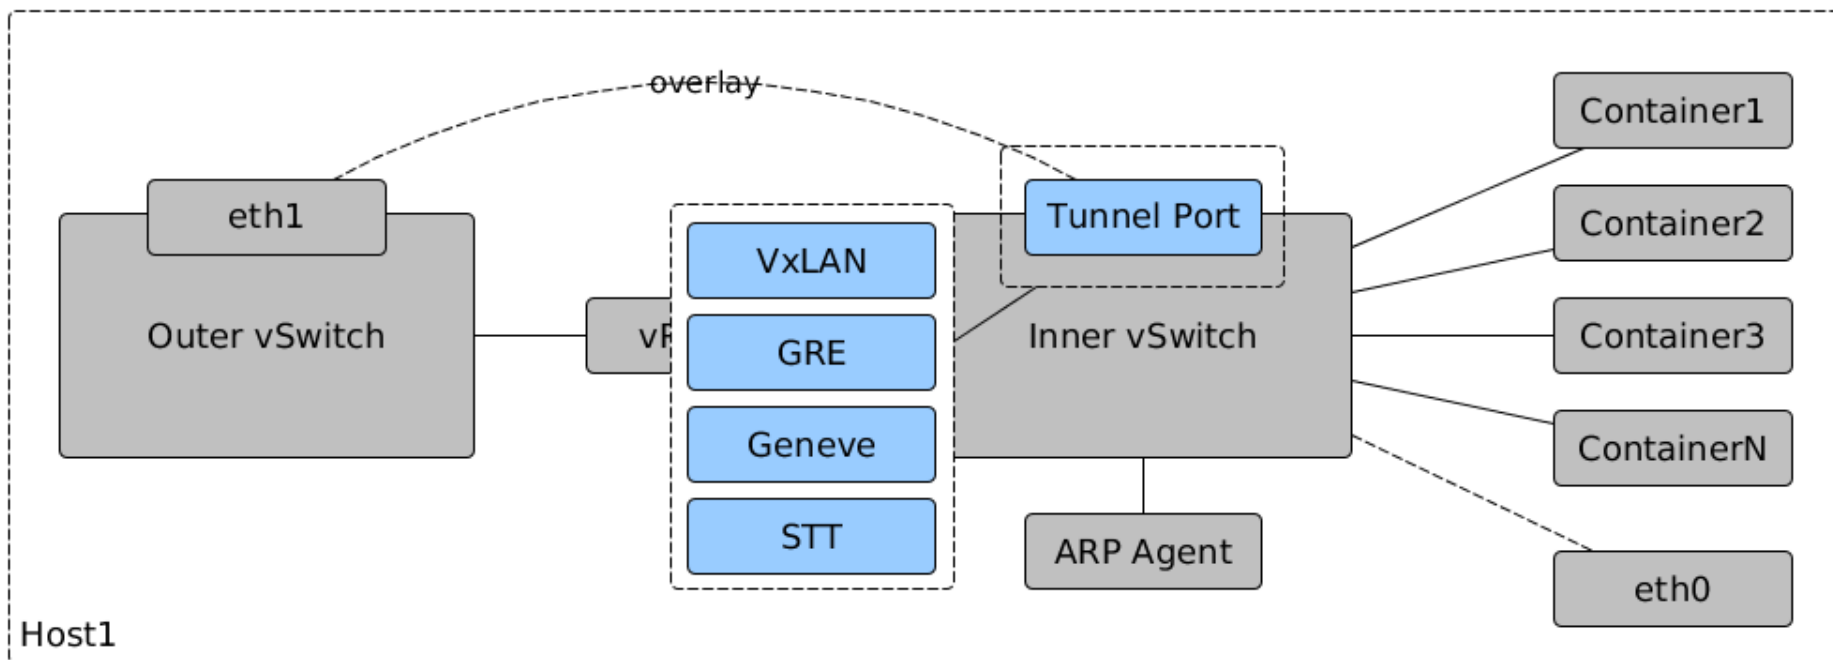 overlay
Container1
eth1
Tunnel Port
Container2
VxLAN
Outer vSwitch
GRE
Inner vSwitch
Container3
Geneve
ContainerN
STT
ARP Agent
eth0
Host1